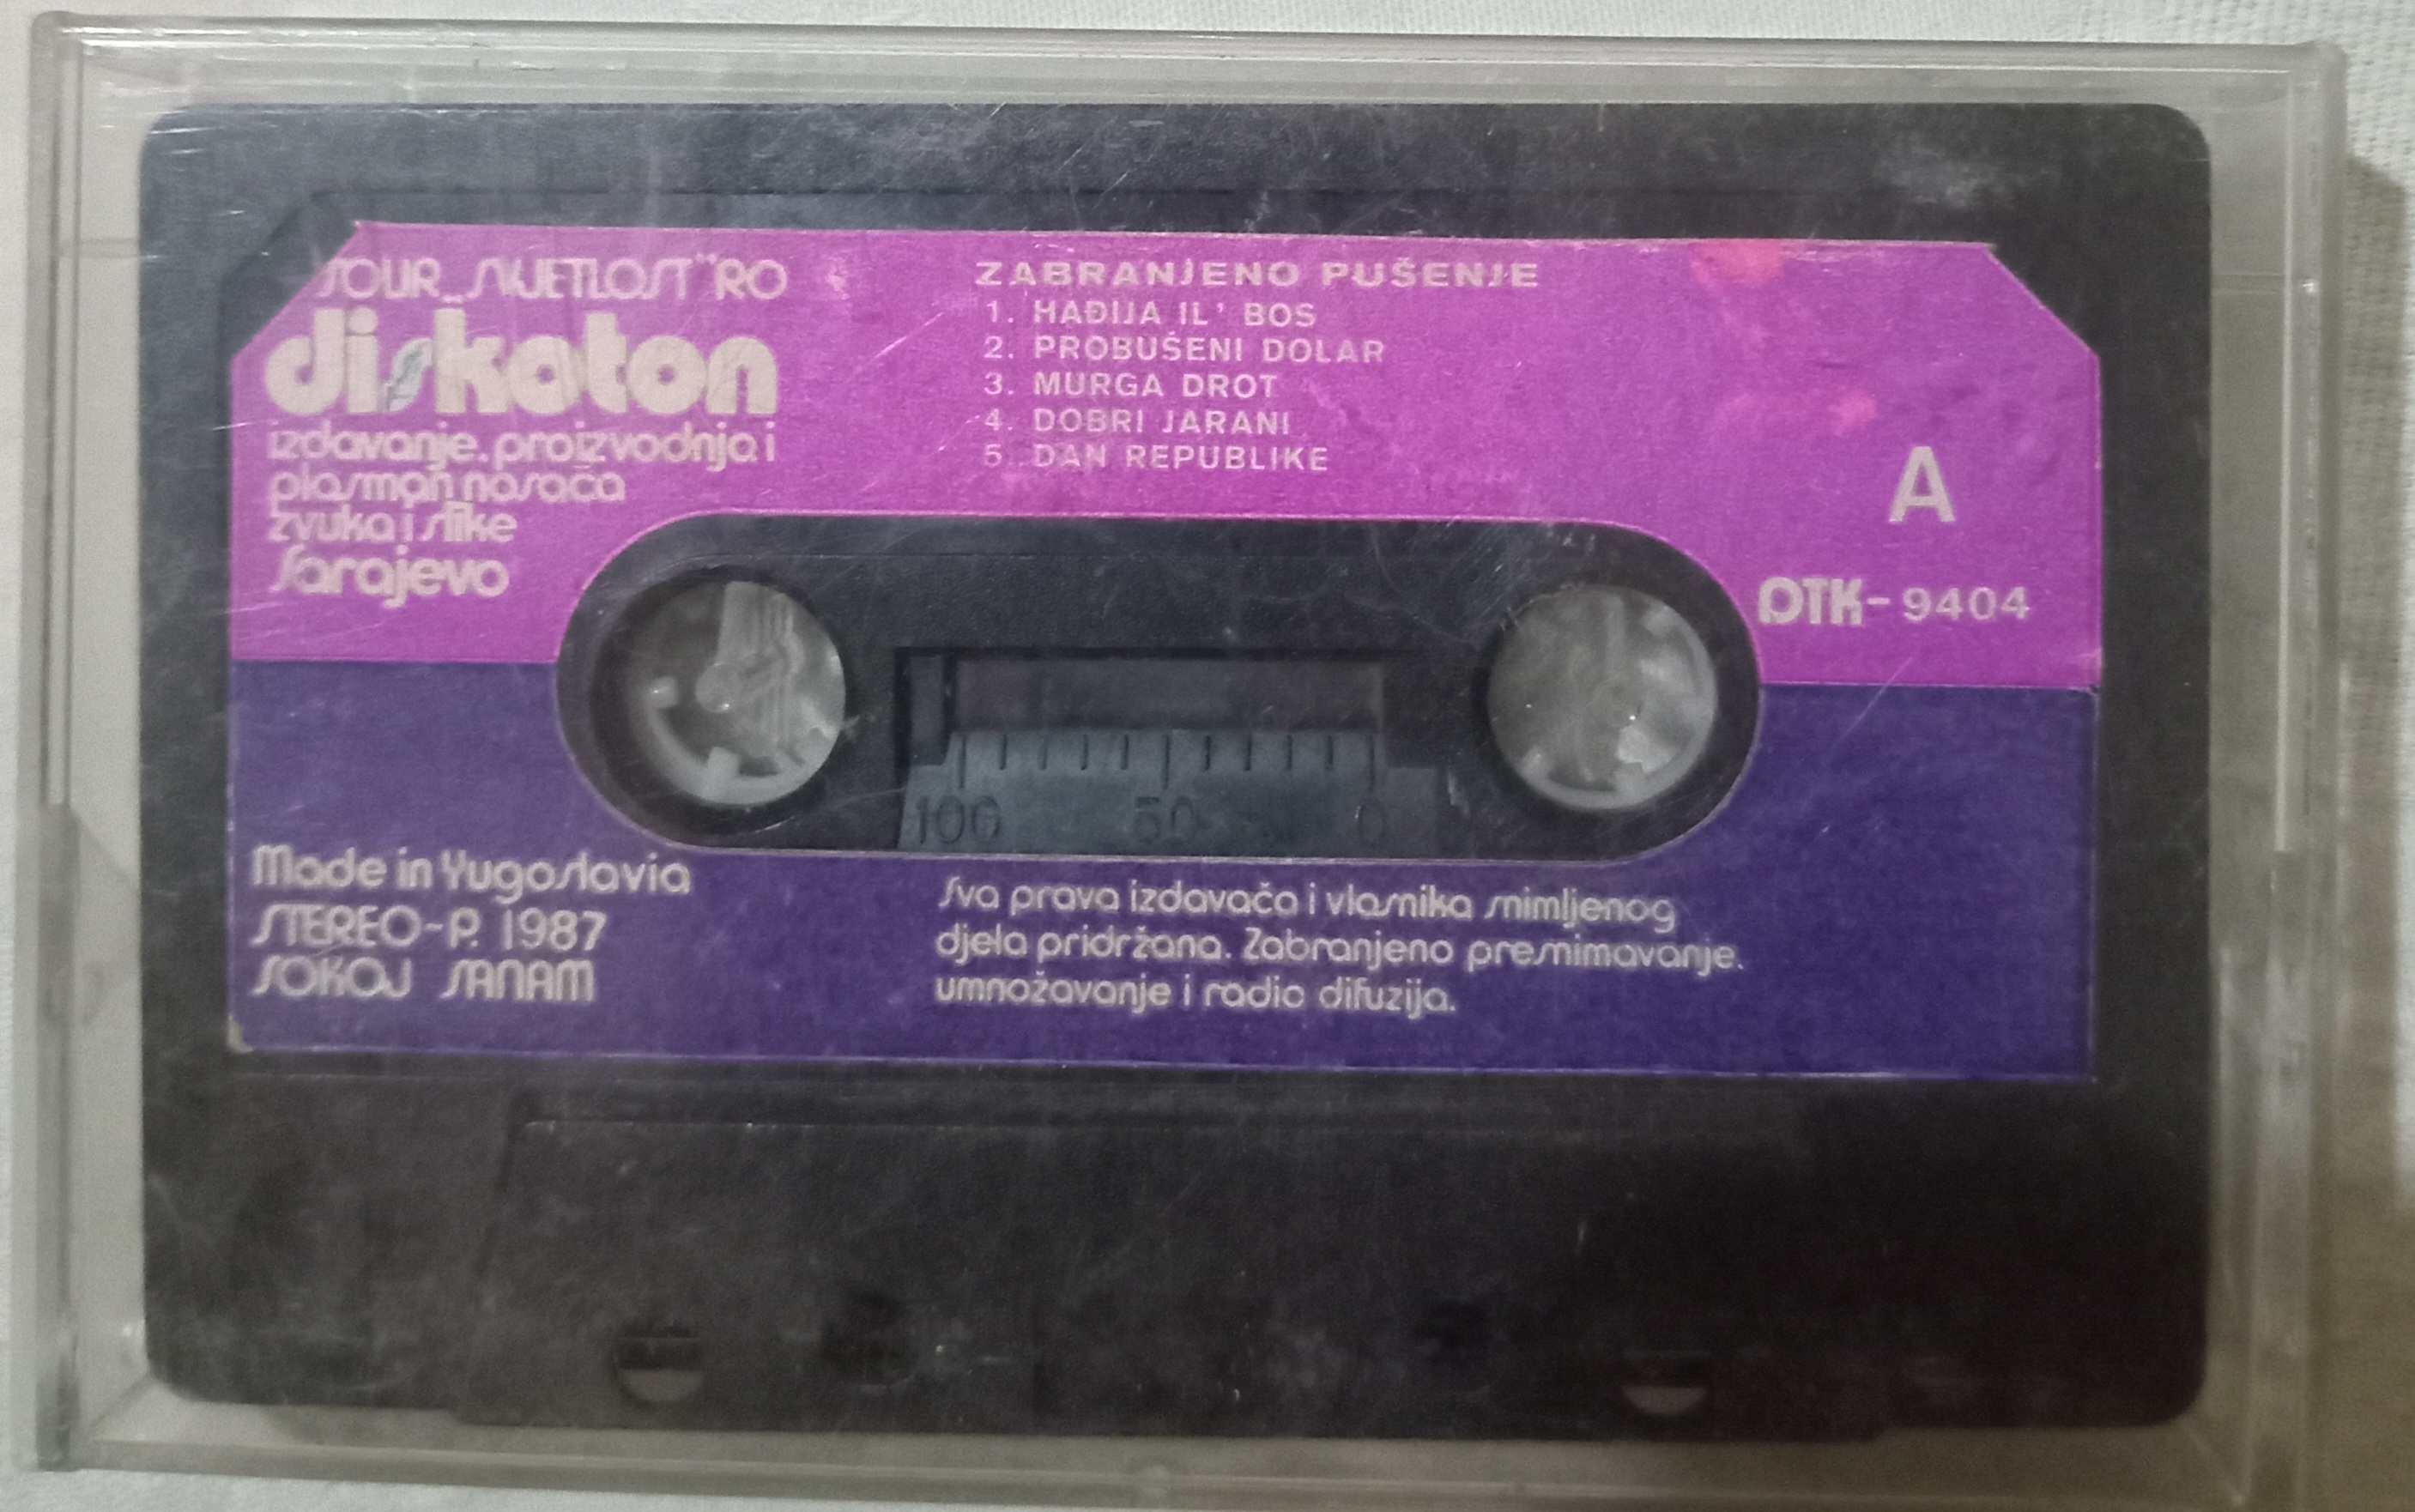 SOUR „SVJETLOST“ RO
diskoton
izdavanje. proizvodnja i
plasman nosača
zvuka i slike
Sarajevo
ZABRANJENO PUŠENJE
1. HAĐIJA IL' BOS
2. PROBUŠENI DOLAR
3. MURGA DROT
4. DOBRI JARANI
5. DAN REPUBLIKE
A
DTK-9404
100 50 0
Made in Yugoslavia
STEREO-P. 1987
SOKOJ SANAM
Sva prava izdavača i vlasnika snimljenog
djela pridržana. Zabranjeno presnimavanje.
umnožavanje i radio difuzija.